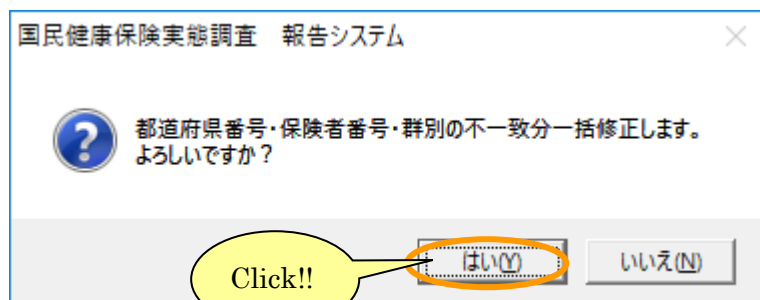 国民健康保険実態調査　報告システム
都道府県番号・保険者番号・群別の不一致分一括修正します。
よろしいですか？
はい(Y)
いいえ(N)
Click!!